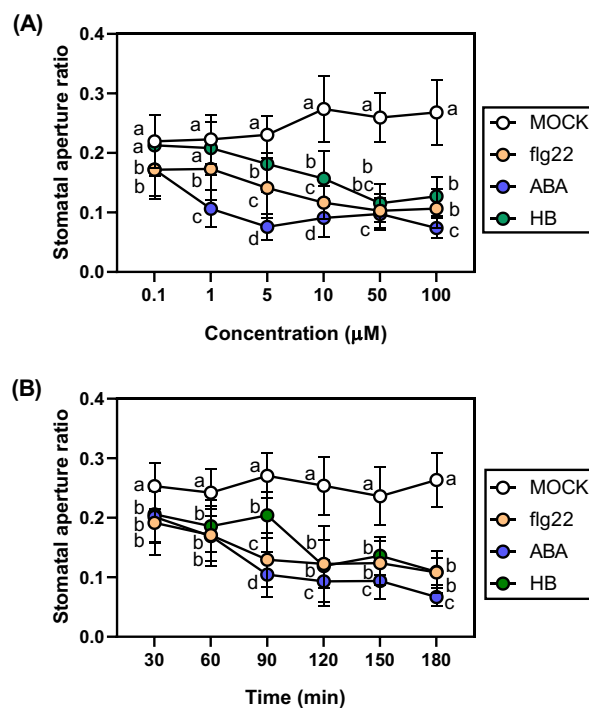 (A)
Stomatal aperture ratio
0.4
0.3
0.2
0.1
0.0
a a a a a a
a a b b b b
b b b c bc b
b c d c c c
0.1 1 5 10 50 100
Concentration (µM)
MOCK
flg22
ABA
HB
(B)
Stomatal aperture ratio
0.4
0.3
0.2
0.1
0.0
a a a a a a
b b b b b b
b b c b b b
b b d c c c
30 60 90 120 150 180
Time (min)
MOCK
flg22
ABA
HB